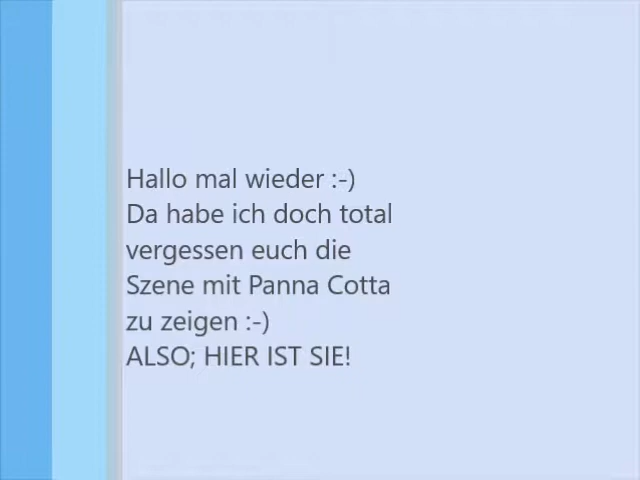 Hallo mal wieder :-)
Da habe ich doch total
vergessen euch die
Szene mit Panna Cotta
zu zeigen :-)
ALSO; HIER IST SIE!